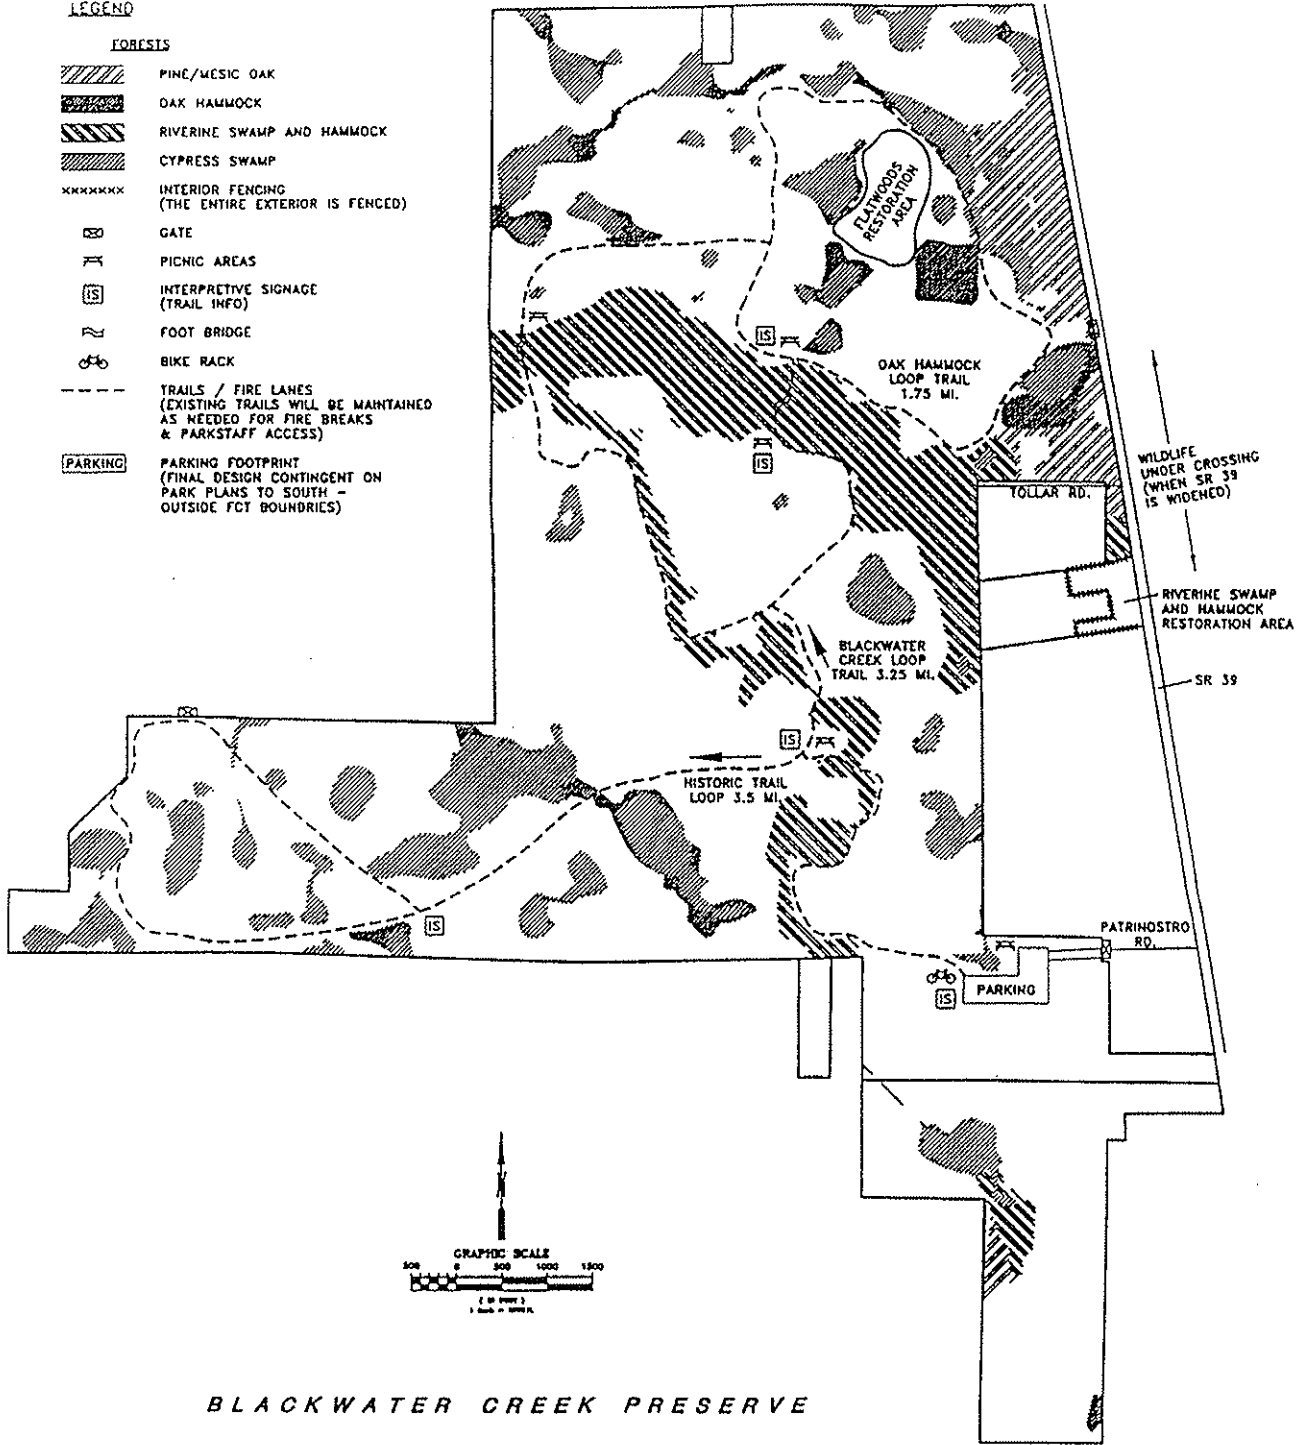 LEGEND
FORESTS
PINE/MESIC OAK
OAK HAMMOCK
RIVERINE SWAMP AND HAMMOCK
CYPRESS SWAMP
INTERIOR FENCING
(THE ENTIRE EXTERIOR IS FENCED)
GATE
PICNIC AREAS
IS
INTERPRETIVE SIGNAGE
(TRAIL INFO)
FOOT BRIDGE
BIKE RACK
TRAILS / FIRE LANES
(EXISTING TRAILS WILL BE MAINTAINED
AS NEEDED FOR FIRE BREAKS
& PARKSTAFF ACCESS)
PARKING
PARKING FOOTPRINT
(FINAL DESIGN CONTINGENT ON
PARK PLANS TO SOUTH -
OUTSIDE FCT BOUNDRIES)
FLATWOODS
RESTORATION
AREA
IS
OAK HAMMOCK
LOOP TRAIL
1.75 MI.
IS
WILDLIFE
UNDER CROSSING
(WHEN SR 39
IS WIDENED)
TOLLAR RD.
RIVERINE SWAMP
AND HAMMOCK
RESTORATION AREA
BLACKWATER
CREEK LOOP
TRAIL 3.25 MI.
SR 39
IS
HISTORIC TRAIL
LOOP 3.5 MI.
IS
PATRINOSTRO
RD.
PARKING
IS
N
GRAPHIC SCALE
500 0 500 1000 1500
BLACKWATER CREEK PRESERVE